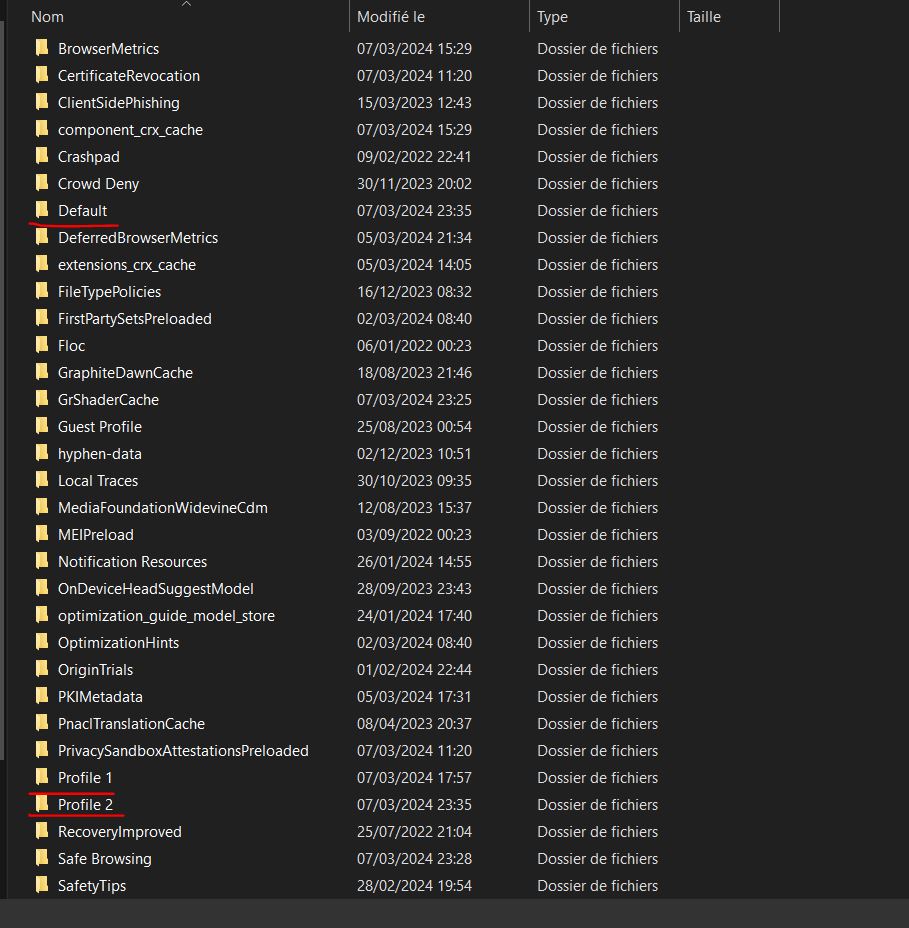 Nom Modifié le Type Taille
BrowserMetrics 07/03/2024 15:29 Dossier de fichiers
CertificateRevocation 07/03/2024 11:20 Dossier de fichiers
ClientSidePhishing 15/03/2023 12:43 Dossier de fichiers
component_crx_cache 07/03/2024 15:29 Dossier de fichiers
Crashpad 09/02/2022 22:41 Dossier de fichiers
Crowd Deny 30/11/2023 20:02 Dossier de fichiers
Default 07/03/2024 23:35 Dossier de fichiers
DeferredBrowserMetrics 05/03/2024 21:34 Dossier de fichiers
extensions_crx_cache 05/03/2024 14:05 Dossier de fichiers
FileTypePolicies 16/12/2023 08:32 Dossier de fichiers
FirstPartySetsPreloaded 02/03/2024 08:40 Dossier de fichiers
Floc 06/01/2022 00:23 Dossier de fichiers
GraphiteDawnCache 18/08/2023 21:46 Dossier de fichiers
GrShaderCache 07/03/2024 23:25 Dossier de fichiers
Guest Profile 25/08/2023 00:54 Dossier de fichiers
hyphen-data 02/12/2023 10:51 Dossier de fichiers
Local Traces 30/10/2023 09:35 Dossier de fichiers
MediaFoundationWidevineCdm 12/08/2023 15:37 Dossier de fichiers
MEIPreload 03/09/2022 00:23 Dossier de fichiers
Notification Resources 26/01/2024 14:55 Dossier de fichiers
OnDeviceHeadSuggestModel 28/09/2023 23:43 Dossier de fichiers
optimization_guide_model_store 24/01/2024 17:40 Dossier de fichiers
OptimizationHints 02/03/2024 08:40 Dossier de fichiers
OriginTrials 01/02/2024 22:44 Dossier de fichiers
PKIMetadata 05/03/2024 17:31 Dossier de fichiers
PnaclTranslationCache 08/04/2023 20:37 Dossier de fichiers
PrivacySandboxAttestationsPreloaded 07/03/2024 11:20 Dossier de fichiers
Profile 1 07/03/2024 17:57 Dossier de fichiers
Profile 2 07/03/2024 23:35 Dossier de fichiers
RecoveryImproved 25/07/2022 21:04 Dossier de fichiers
Safe Browsing 07/03/2024 23:28 Dossier de fichiers
SafetyTips 28/02/2024 19:54 Dossier de fichiers